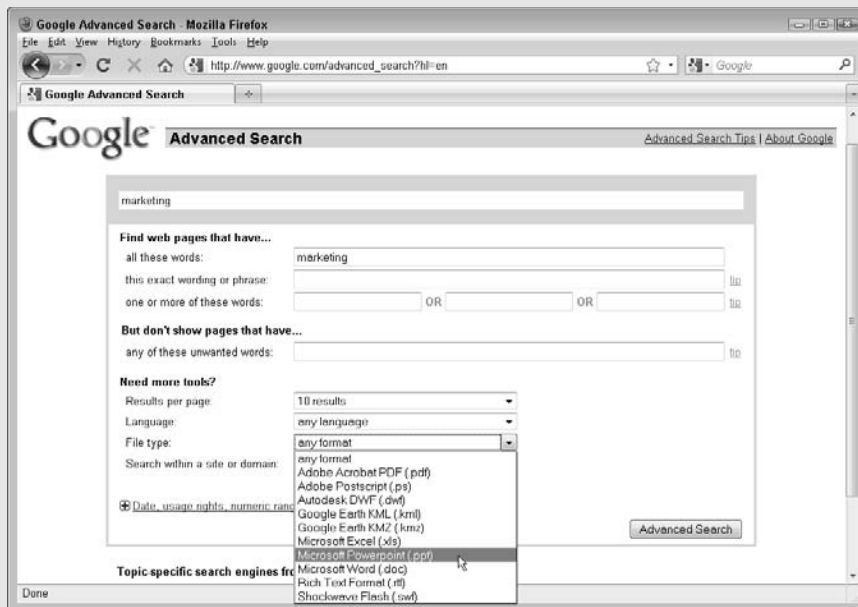 Google Advanced Search - Mozilla Firefox
File Edit View History Bookmarks Tools Help
http://www.google.com/advanced_search?hl=en
Google
Google Advanced Search
Google Advanced Search
Advanced Search Tips | About Google
marketing
Find web pages that have...
all these words: marketing
this exact wording or phrase: tip
one or more of these words: OR OR tip
But don't show pages that have...
any of these unwanted words: tip
Need more tools?
Results per page: 10 results
Language: any language
File type: any format
any format
Search within a site or domain:
Adobe Acrobat PDF (.pdf)
Adobe Postscript (.ps)
Autodesk DWF (.dwf)
Date, usage rights, numeric
Google Earth KML (.kml)
Google Earth KMZ (.kmz)
Advanced Search
Microsoft Excel (.xls)
Microsoft Powerpoint (.ppt)
Topic-specific search engines
Microsoft Word (.doc)
Rich Text Format (.rtf)
Shockwave Flash (.swf)
Done